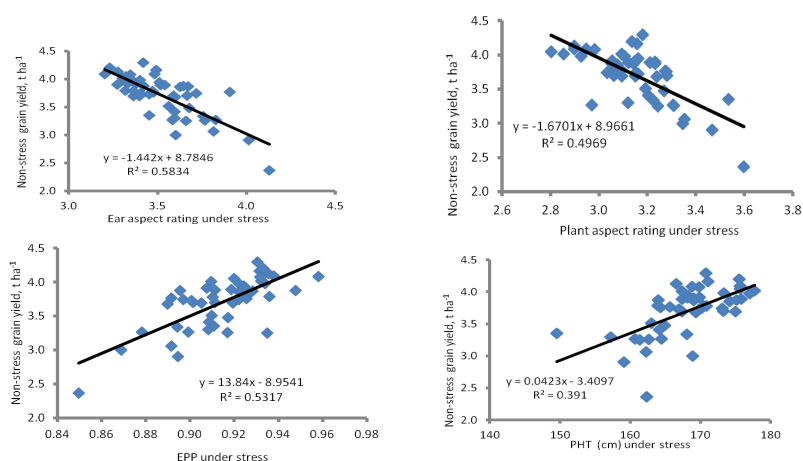 4.5
4.0
3.5
3.0
2.5
2.0
Non-stress grain yield, t ha-1
y = -1.442x + 8.7846
R² = 0.5834
3.0 3.5 4.0 4.5
Ear aspect rating under stress
4.5
4.0
3.5
3.0
2.5
2.0
Non-stress grain yield, t ha-1
y = -1.6701x + 8.9661
R² = 0.4969
2.6 2.8 3.0 3.2 3.4 3.6 3.8
Plant aspect rating under stress
4.5
4.0
3.5
3.0
2.5
2.0
Non-stress grain yield, t ha-1
y = 13.84x - 8.9541
R² = 0.5317
0.84 0.86 0.88 0.90 0.92 0.94 0.96 0.98
EPP under stress
4.5
4.0
3.5
3.0
2.5
2.0
Non-stress grain yield, t ha-1
y = 0.0423x - 3.4097
R² = 0.391
140 150 160 170 180
PHT (cm) under stress